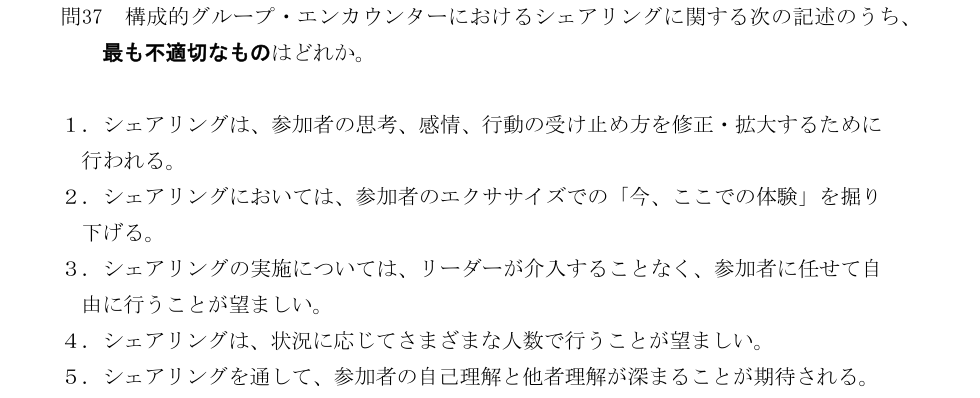 問37　構成的グループ・エンカウンターにおけるシェアリングに関する次の記述のうち、
最も不適切なものはどれか。
１．シェアリングは、参加者の思考、感情、行動の受け止め方を修正・拡大するために
行われる。
２．シェアリングにおいては、参加者のエクササイズでの「今、ここでの体験」を掘り
下げる。
３．シェアリングの実施については、リーダーが介入することなく、参加者に任せて自
由に行うことが望ましい。
４．シェアリングは、状況に応じてさまざまな人数で行うことが望ましい。
５．シェアリングを通して、参加者の自己理解と他者理解が深まることが期待される。